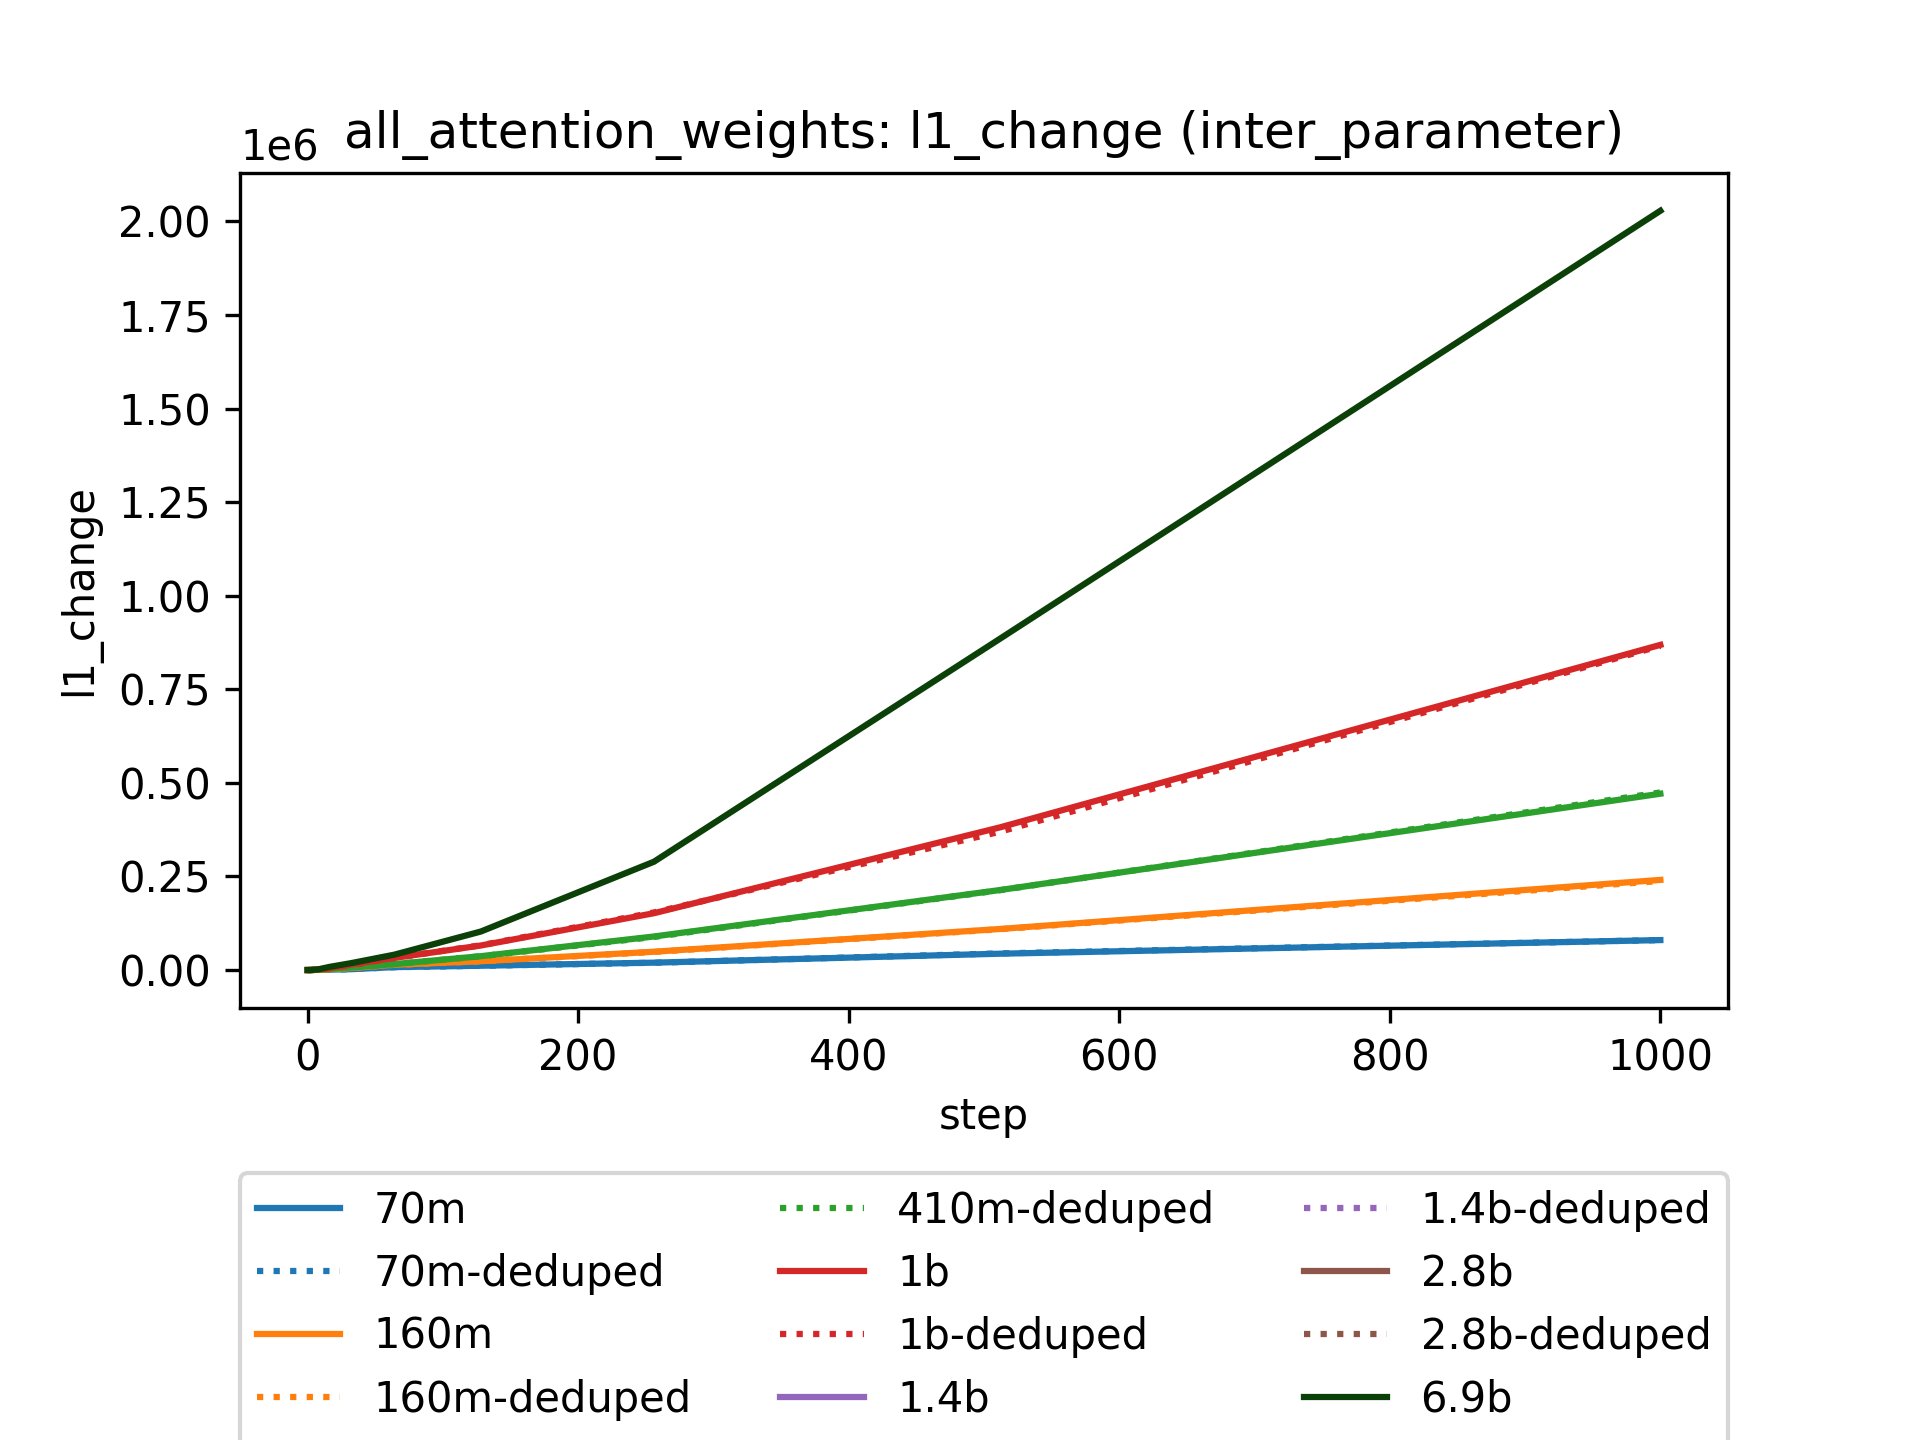 all_attention_weights: l1_change (inter_parameter)
1e6
2.00
1.75
1.50
1.25
1.00
0.75
0.50
0.25
0.00
l1_change
0 200 400 600 800 1000
step
70m
70m-deduped
160m
160m-deduped
410m-deduped
1b
1b-deduped
1.4b
1.4b-deduped
2.8b
2.8b-deduped
6.9b